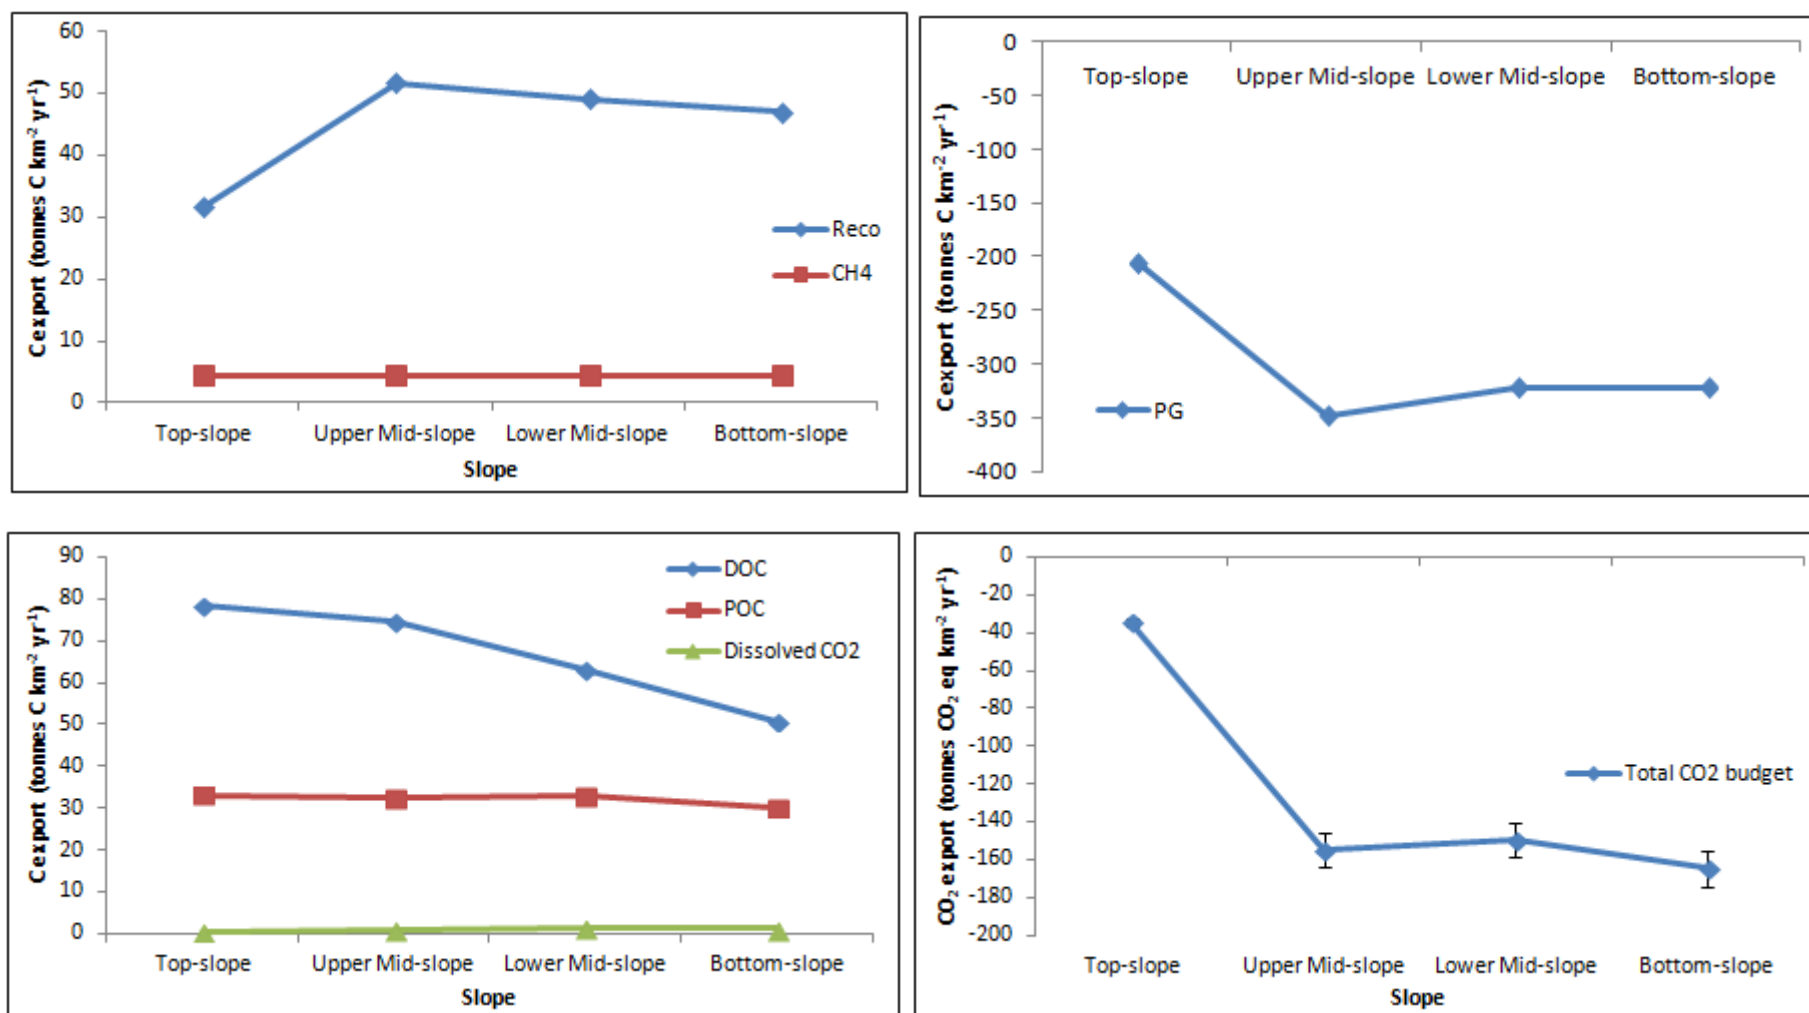 60
50
40
30
20
10
0
Cexport (tonnes C km⁻² yr⁻¹)
Reco
CH4
Top-slope Upper Mid-slope Lower Mid-slope Bottom-slope
Slope
0
-50
-100
-150
-200
-250
-300
-350
-400
Cexport (tonnes C km⁻² yr⁻¹)
Top-slope Upper Mid-slope Lower Mid-slope Bottom-slope
PG
90
80
70
60
50
40
30
20
10
0
Cexport (tonnes C km⁻² yr⁻¹)
DOC
POC
Dissolved CO2
Top-slope Upper Mid-slope Lower Mid-slope Bottom-slope
Slope
0
-20
-40
-60
-80
-100
-120
-140
-160
-180
-200
CO₂ export (tonnes CO₂ eq km⁻² yr⁻¹)
Total CO2 budget
Top-slope Upper Mid-slope Lower Mid-slope Bottom-slope
Slope